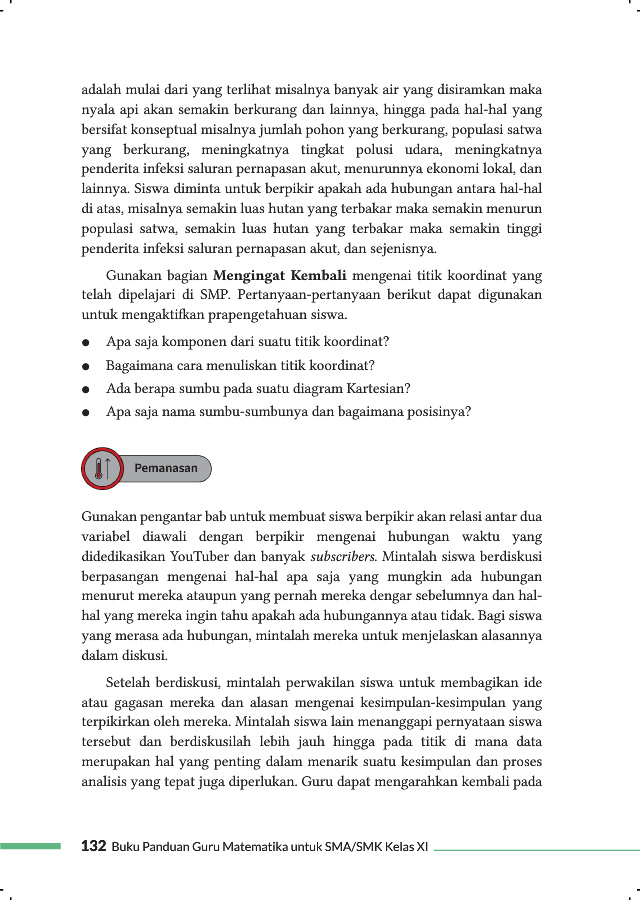 adalah mulai dari yang terlihat misalnya banyak air yang disiramkan maka
nyala api akan semakin berkurang dan lainnya, hingga pada hal-hal yang
bersifat konseptual misalnya jumlah pohon yang berkurang, populasi satwa
yang berkurang, meningkatnya tingkat polusi udara, meningkatnya
penderita infeksi saluran pernapasan akut, menurunnya ekonomi lokal, dan
lainnya. Siswa diminta untuk berpikir apakah ada hubungan antara hal-hal
di atas, misalnya semakin luas hutan yang terbakar maka semakin menurun
populasi satwa, semakin luas hutan yang terbakar maka semakin tinggi
penderita infeksi saluran pernapasan akut, dan sejenisnya.
Gunakan bagian Mengingat Kembali mengenai titik koordinat yang
telah dipelajari di SMP. Pertanyaan-pertanyaan berikut dapat digunakan
untuk mengaktifkan prapengetahuan siswa.
● Apa saja komponen dari suatu titik koordinat?
● Bagaimana cara menuliskan titik koordinat?
● Ada berapa sumbu pada suatu diagram Kartesian?
● Apa saja nama sumbu-sumbunya dan bagaimana posisinya?
Pemanasan
Gunakan pengantar bab untuk membuat siswa berpikir akan relasi antar dua
variabel diawali dengan berpikir mengenai hubungan waktu yang
didedikasikan YouTuber dan banyak subscribers. Mintalah siswa berdiskusi
berpasangan mengenai hal-hal apa saja yang mungkin ada hubungan
menurut mereka ataupun yang pernah mereka dengar sebelumnya dan hal-
hal yang mereka ingin tahu apakah ada hubungannya atau tidak. Bagi siswa
yang merasa ada hubungan, mintalah mereka untuk menjelaskan alasannya
dalam diskusi.
Setelah berdiskusi, mintalah perwakilan siswa untuk membagikan ide
atau gagasan mereka dan alasan mengenai kesimpulan-kesimpulan yang
terpikirkan oleh mereka. Mintalah siswa lain menanggapi pernyataan siswa
tersebut dan berdiskusilah lebih jauh hingga pada titik di mana data
merupakan hal yang penting dalam menarik suatu kesimpulan dan proses
analisis yang tepat juga diperlukan. Guru dapat mengarahkan kembali pada
132 Buku Panduan Guru Matematika untuk SMA/SMK Kelas XI